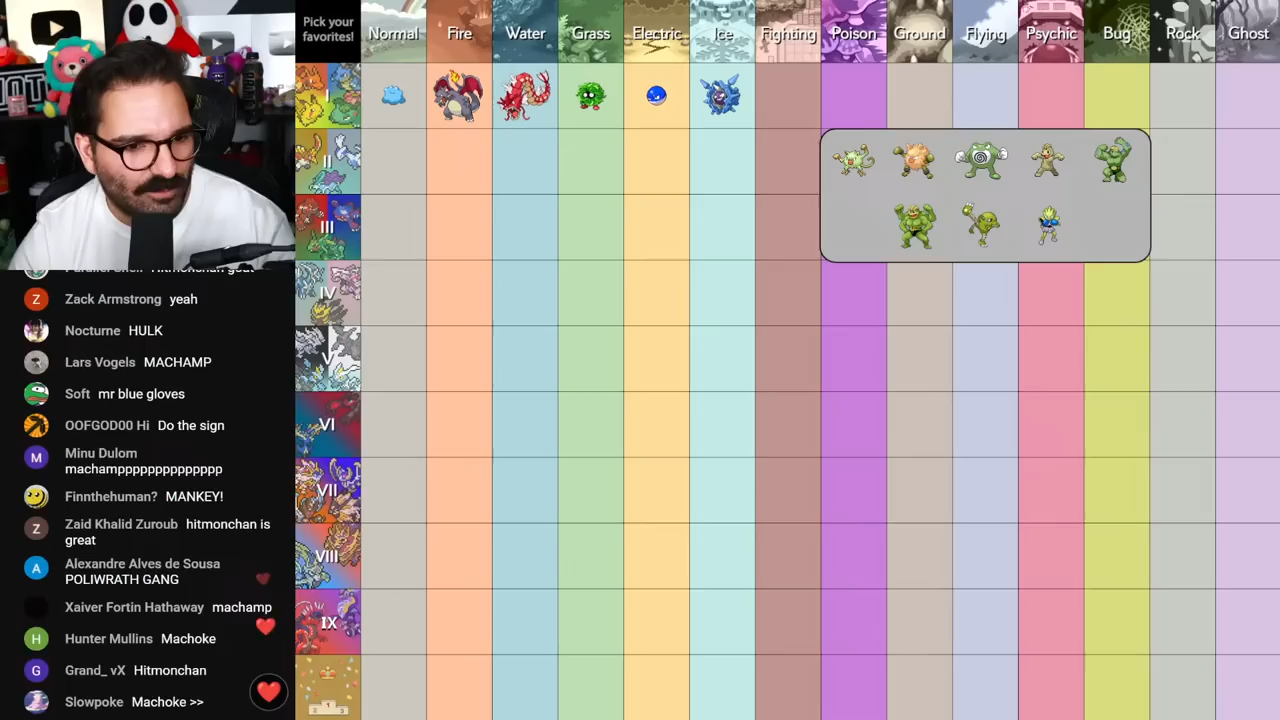 Pick your
favorites!
Normal
Fire
Water
Grass
Electric
Ice
Fighting
Poison
Ground
Flying
Psychic
Bug
Rock
Ghost
I
II
III
IV
V
VI
VII
VIII
IX
Zack Armstrong yeah
Nocturne HULK
Lars Vogels MACHAMP
Soft mr blue gloves
OOFGOD00 Hi Do the sign
M Minu Dulom
machampppppppppppppp
Finnthehuman? MANKEY!
Z Zaid Khalid Zuroub hitmonchan is
great
A Alexandre Alves de Sousa
POLIWRATH GANG
Xaiver Fortin Hathaway machamp
H Hunter Mullins Machoke
G Grand_ vX Hitmonchan
Slowpoke Machoke >>